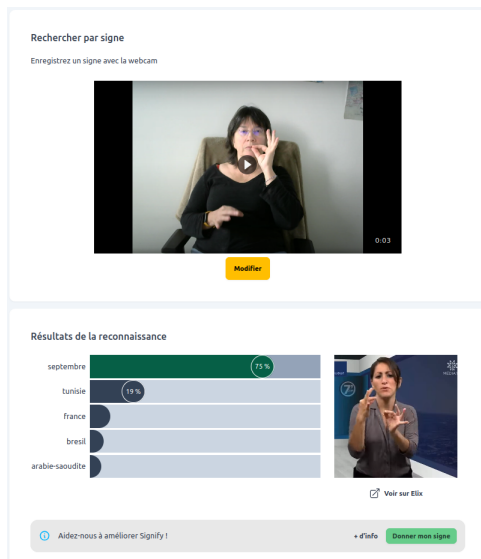 Rechercher par signe
Enregistrez un signe avec la webcam
0:03
Modifier
Résultats de la reconnaissance
septembre
75 %
tunisie
19 %
france
bresil
arabie-saoudite
7
Voir sur Elix
Aidez-nous à améliorer Signify !
+ d'info
Donner mon signe